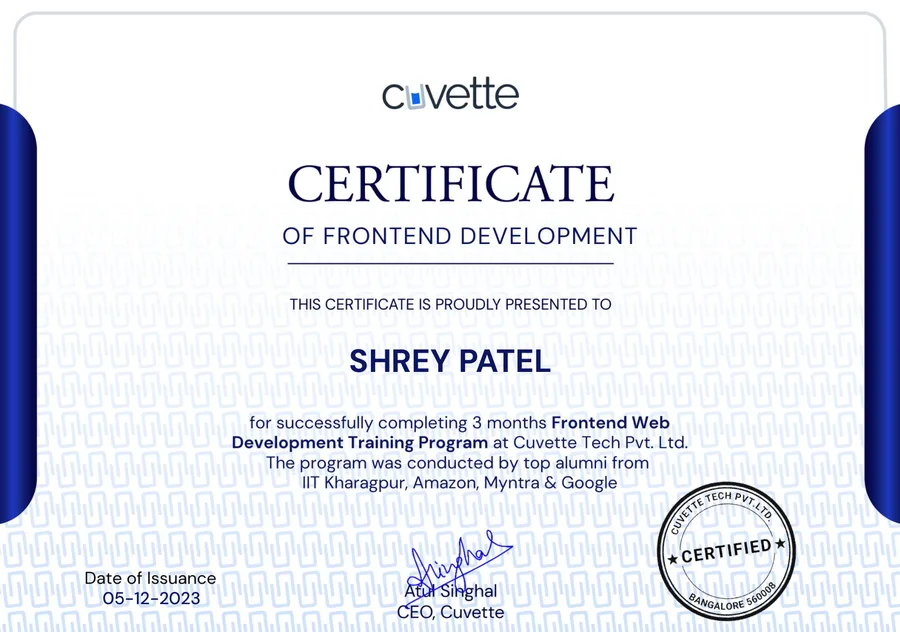 cuvette
CERTIFICATE
OF FRONTEND DEVELOPMENT
THIS CERTIFICATE IS PROUDLY PRESENTED TO
SHREY PATEL
for successfully completing 3 months Frontend Web
Development Training Program at Cuvette Tech Pvt. Ltd.
The program was conducted by top alumni from
IIT Kharagpur, Amazon, Myntra & Google
Date of Issuance
05-12-2023
ASinghal
Atul Singhal
CEO, Cuvette
CUVETTE TECH PVT.LTD.
★CERTIFIED★
BANGALORE 560008